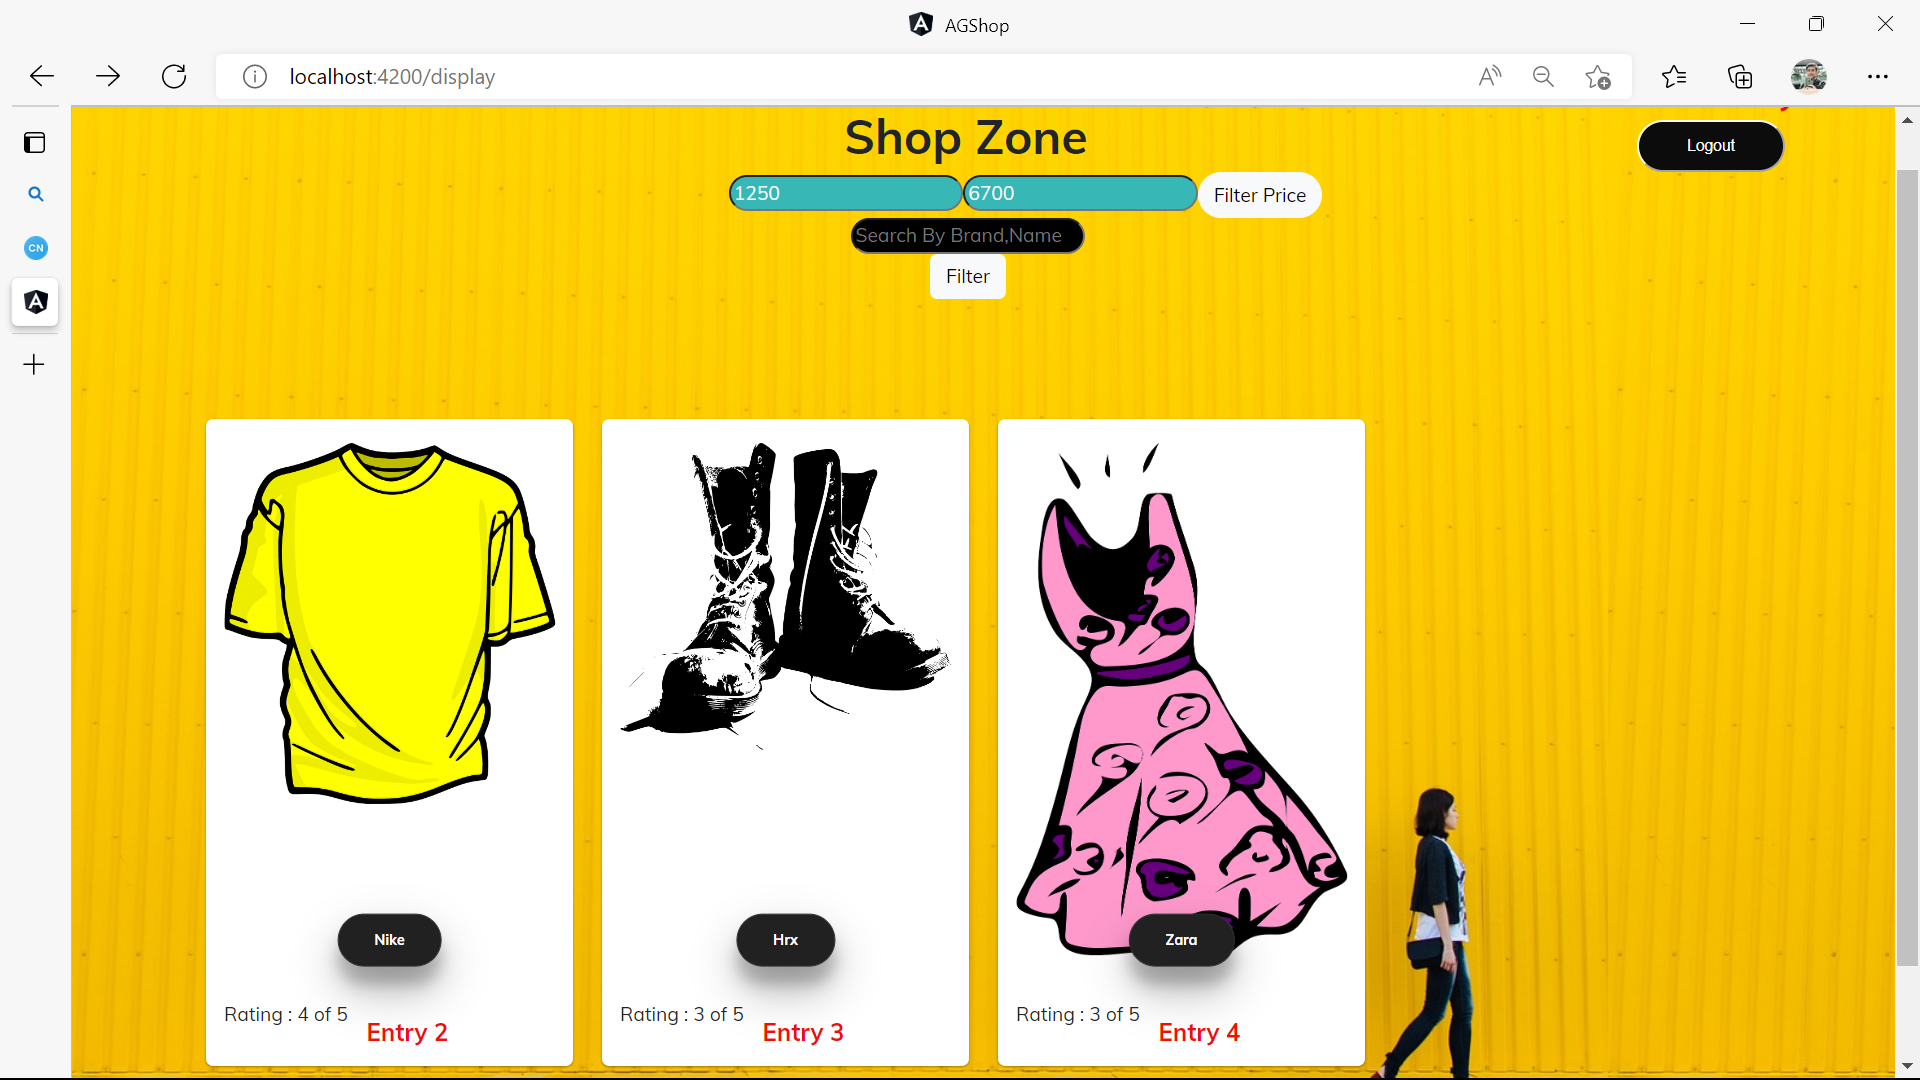 AGShop
localhost:4200/display
CN
Shop Zone
Logout
1250 6700 Filter Price
Search By Brand,Name
Filter
Nike
Hrx
Zara
Rating : 4 of 5
Entry 2
Rating : 3 of 5
Entry 3
Rating : 3 of 5
Entry 4